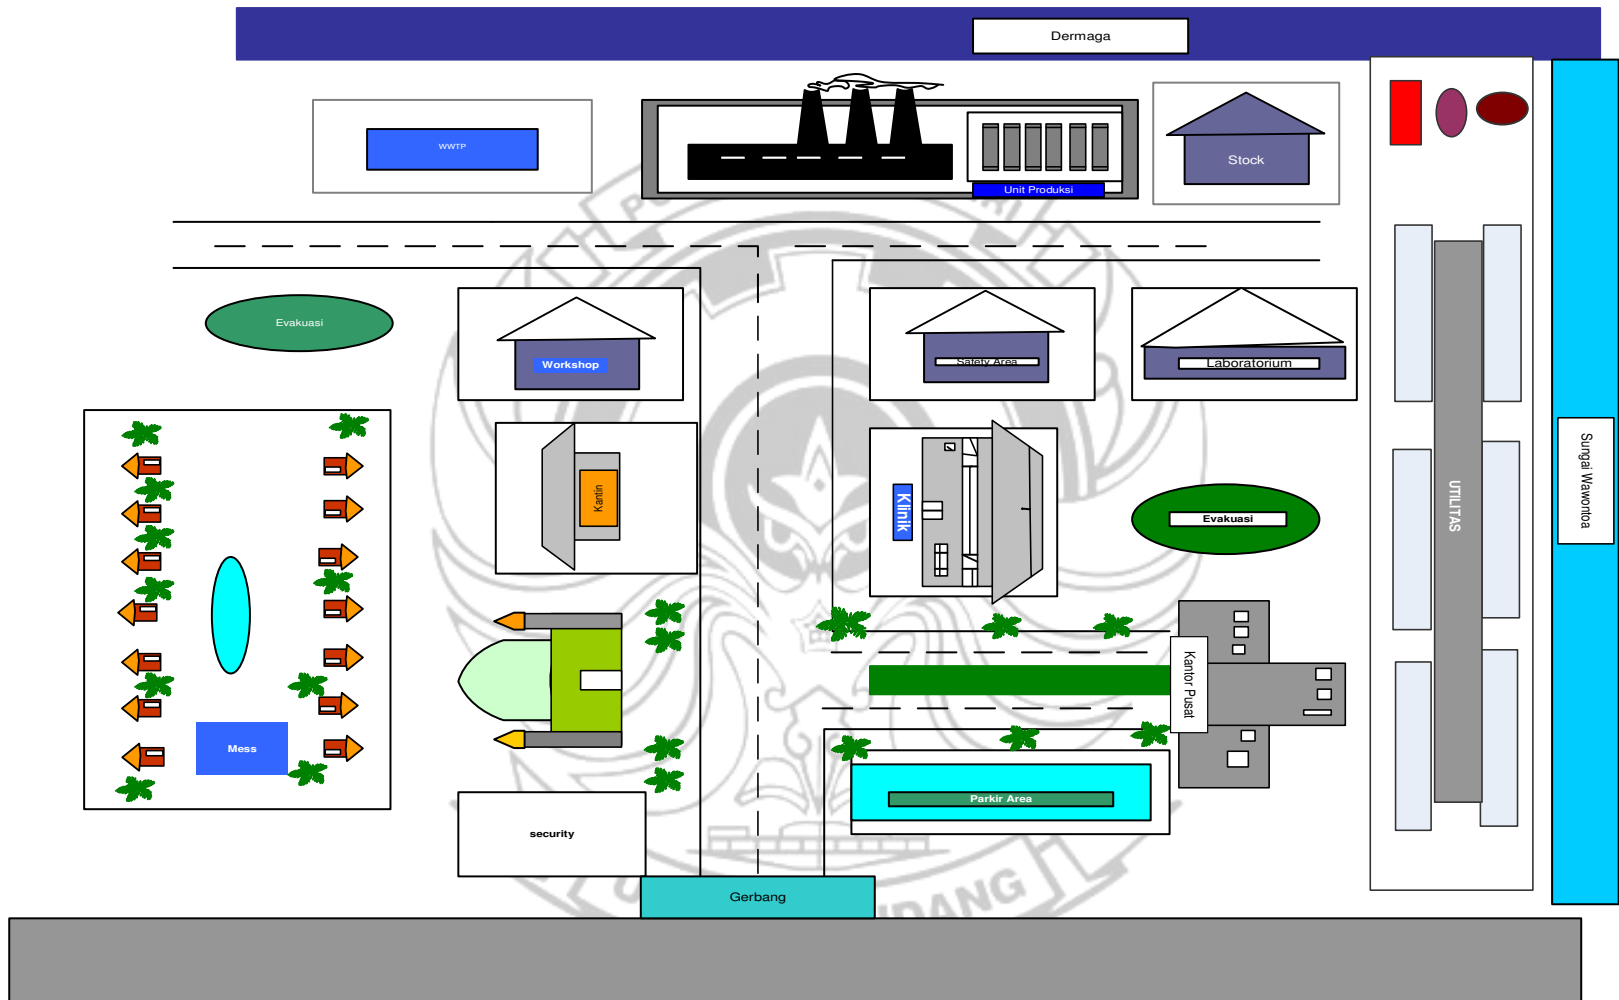 Dermaga
WWTP
Unit Produksi
Stock
Evakuasi
Workshop
Safety Area
Laboratorium
Kantin
Klinik
Evakuasi
UTILITAS
Sungai Wawontoa
Mess
Kantor Pusat
Parkir Area
security
Gerbang